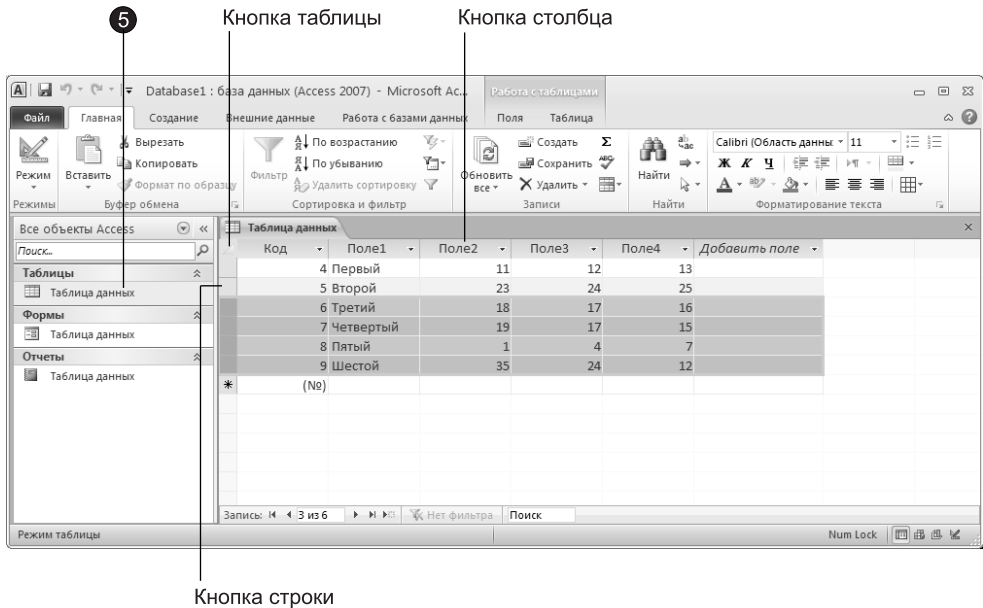 5 Кнопка таблицы Кнопка столбца
Database1 : база данных (Access 2007) - Microsoft Ac... Работа с таблицами
Файл Главная Создание Внешние данные Работа с базами данных Поля Таблица
Режим
Режимы
Вставить
Вырезать
Копировать
Формат по образцу
Буфер обмена
Фильтр
По возрастанию
По убыванию
Удалить сортировку
Сортировка и фильтр
Обновить
все
Создать
Сохранить
Удалить
Записи
Найти
Найти
Calibri (Область данны 11
Ж К Ч
Форматирование текста
Все объекты Access
Поиск...
Таблицы
Таблица данных
Формы
Таблица данных
Отчеты
Таблица данных
Таблица данных
Код Поле1 Поле2 Поле3 Поле4 Добавить поле
4 Первый 11 12 13
5 Второй 23 24 25
6 Третий 18 17 16
7 Четвертый 19 17 15
8 Пятый 1 4 7
9 Шестой 35 24 12
(№)
Запись: 3 из 6 Нет фильтра Поиск
Режим таблицы Num Lock
Кнопка строки